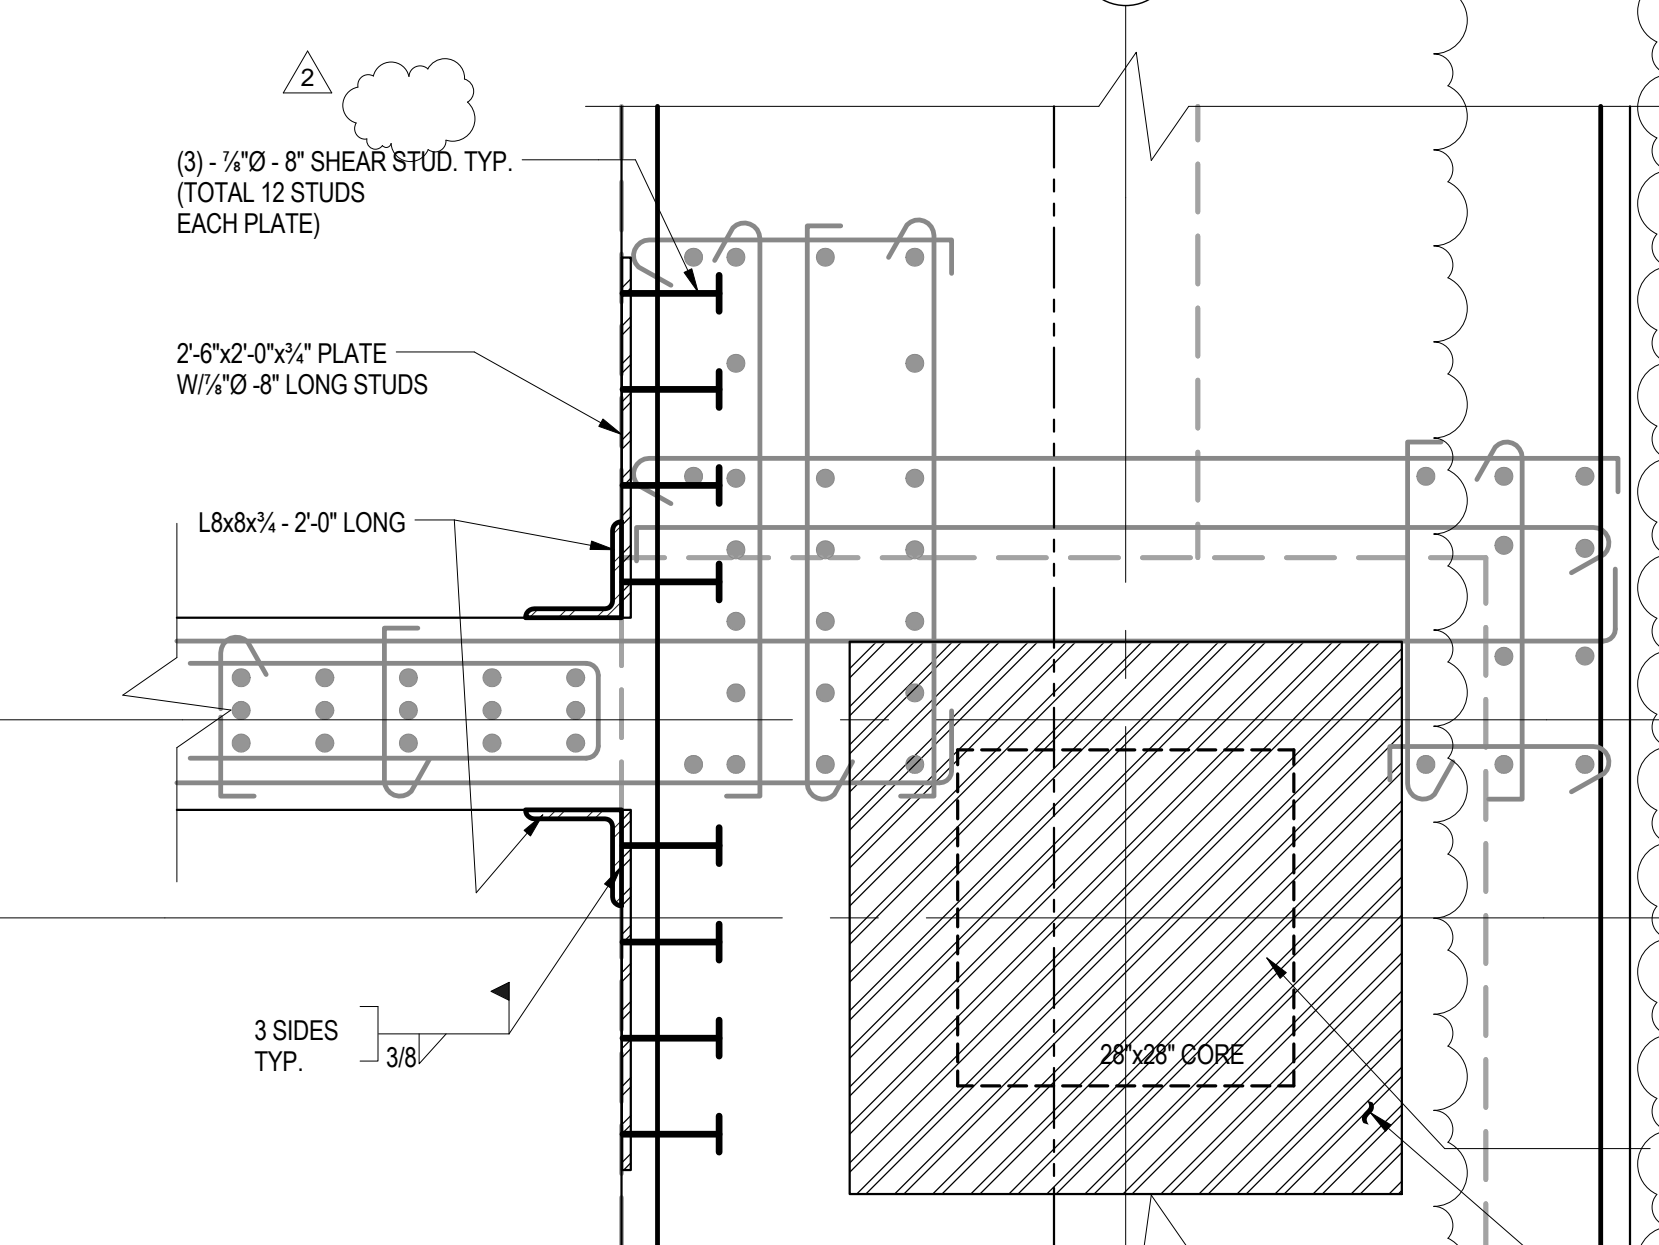 2
(3) - ⅞"Ø - 8" SHEAR STUD. TYP.
(TOTAL 12 STUDS
EACH PLATE)
2'-6"x2'-0"x¾" PLATE
W/⅞"Ø -8" LONG STUDS
L8x8x¾ - 2'-0" LONG
3 SIDES
TYP.
3/8
28"x28" CORE